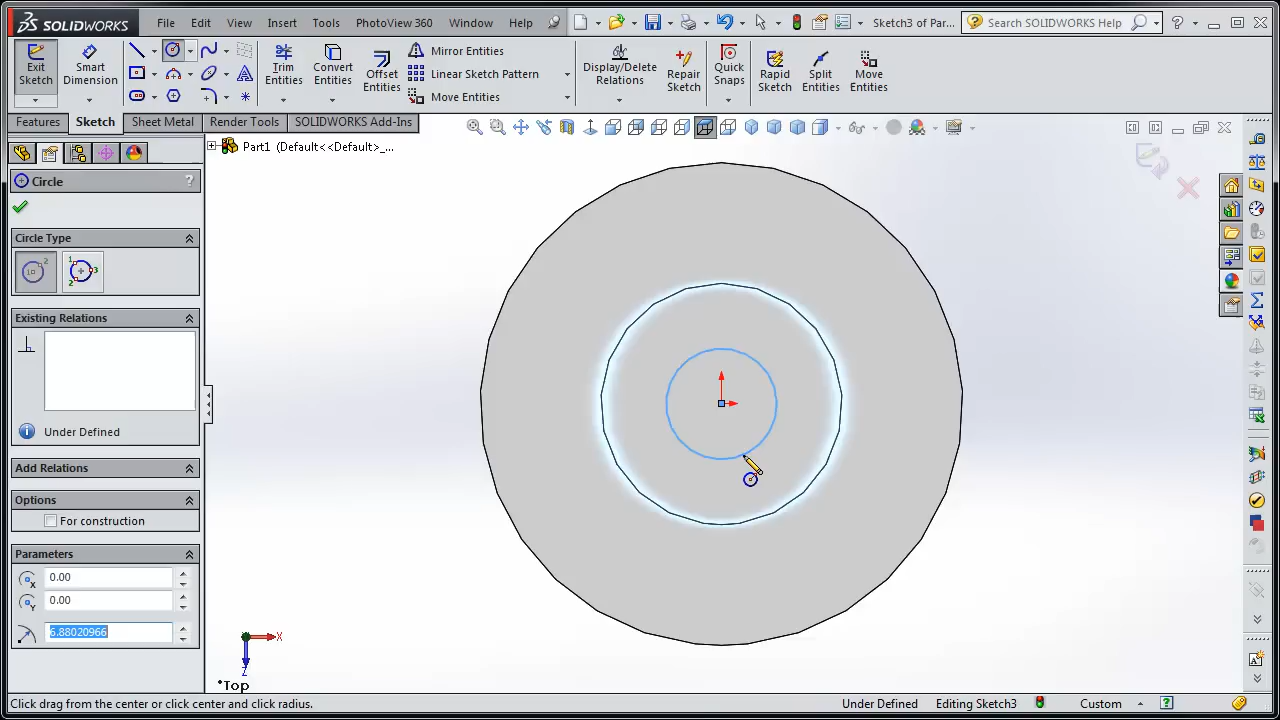 SOLIDWORKS File Edit View Insert Tools PhotoView 360 Window Help Sketch3 of Par... Search SOLIDWORKS Help ?
Exit Sketch
Smart Dimension
Trim Entities
Convert Entities
Offset Entities
Mirror Entities
Linear Sketch Pattern
Move Entities
Display/Delete Relations
Repair Sketch
Quick Snaps
Rapid Sketch
Split Entities
Move Entities
Features Sketch Sheet Metal Render Tools SOLIDWORKS Add-Ins
Part1 (Default<<Default>_...
Circle ?
Circle Type
Existing Relations
Under Defined
Add Relations
Options
For construction
Parameters
0.00
0.00
6.88020966
X
Z
*Top
Click drag from the center or click center and click radius. Under Defined Editing Sketch3 Custom ?